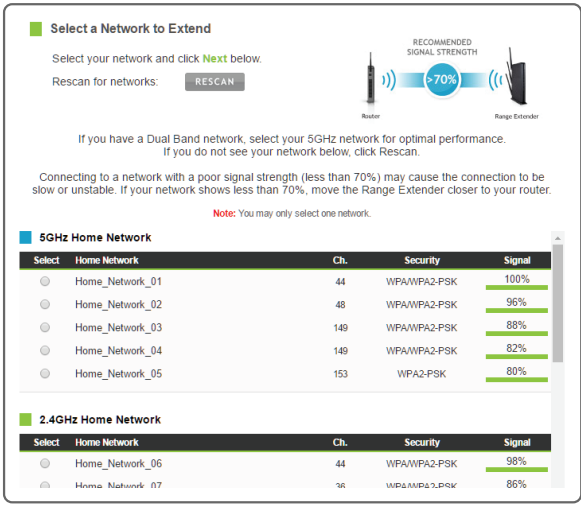 Select a Network to Extend
Select your network and click Next below.
Rescan for networks: RESCAN
RECOMMENDED
SIGNAL STRENGTH
>70%
Router
Range Extender
If you have a Dual Band network, select your 5GHz network for optimal performance.
If you do not see your network below, click Rescan.
Connecting to a network with a poor signal strength (less than 70%) may cause the connection to be
slow or unstable. If your network shows less than 70%, move the Range Extender closer to your router.
Note: You may only select one network.
5GHz Home Network
Select Home Network Ch. Security Signal
Home_Network_01 44 WPA/WPA2-PSK 100%
Home_Network_02 48 WPA/WPA2-PSK 96%
Home_Network_03 149 WPA/WPA2-PSK 88%
Home_Network_04 149 WPA/WPA2-PSK 82%
Home_Network_05 153 WPA2-PSK 80%
2.4GHz Home Network
Select Home Network Ch. Security Signal
Home_Network_06 44 WPA/WPA2-PSK 98%
Home_Network_07 36 WPA/WPA2-PSK 86%